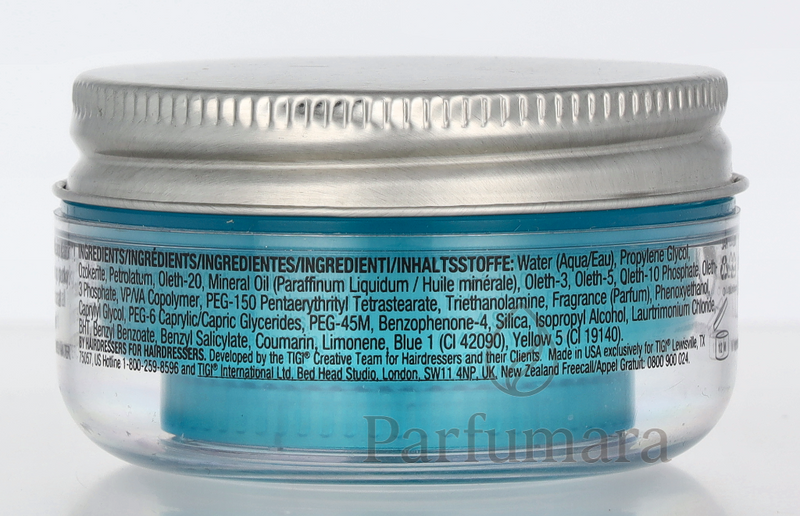 INGREDIENTS/INGRÉDIENTS/INGREDIENTES/INGREDIENTI/INHALTSSTOFFE: Water (Aqua/Eau), Propylene Glycol,
Ozokerite, Petrolatum, Oleth-20, Mineral Oil (Paraffinum Liquidum / Huile minérale), Oleth-3, Oleth-5, Oleth-10 Phosphate, Oleth-
3 Phosphate, VP/VA Copolymer, PEG-150 Pentaerythrityl Tetrastearate, Triethanolamine, Fragrance (Parfum), Phenoxyethanol,
Caprylyl Glycol, PEG-6 Caprylic/Capric Glycerides, PEG-45M, Benzophenone-4, Silica, Isopropyl Alcohol, Laurtrimonium Chloride,
BHT, Benzyl Benzoate, Benzyl Salicylate, Coumarin, Limonene, Blue 1 (CI 42090), Yellow 5 (CI 19140).
BY HAIRDRESSERS FOR HAIRDRESSERS. Developed by the TIGI® Creative Team for Hairdressers and their Clients. Made in USA exclusively for TIGI® Lewisville, TX
75057, US Hotline 1-800-259-8596 and TIGI® International Ltd, Bed Head Studio, London, SW11 4NP, UK. New Zealand Freecall/Appel Gratuit: 0800 900 024.
12 M
Parfumara